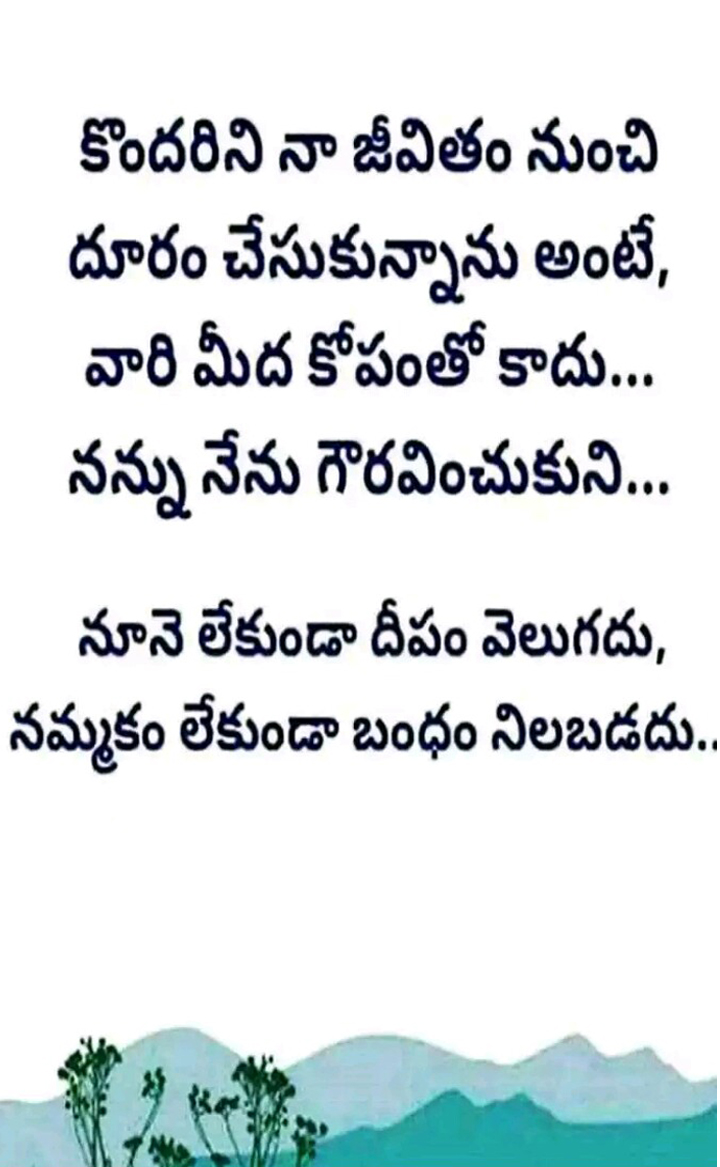 కొందరిని నా జీవితం నుంచి
దూరం చేసుకున్నాను అంటే,
వారి మీద కోపంతో కాదు...
నన్ను నేను గౌరవించుకుని...
నూనె లేకుండా దీపం వెలుగదు,
నమ్మకం లేకుండా బంధం నిలబడదు..